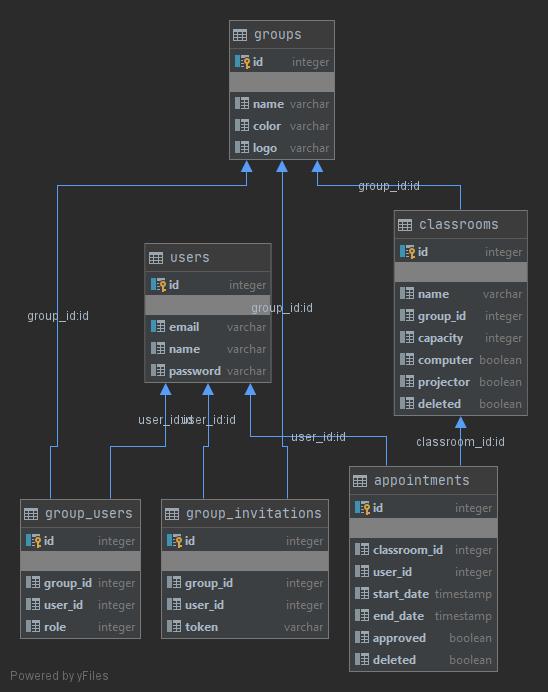 groups
id integer
name varchar
color varchar
logo varchar
group_id:id
classrooms
id integer
name varchar
group_id integer
capacity integer
computer boolean
projector boolean
deleted boolean
users
id integer
email varchar
name varchar
password varchar
group_id:id
group_id:id
user_id:id
user_id:id
user_id:id
classroom_id:id
appointments
id integer
classroom_id integer
user_id integer
start_date timestamp
end_date timestamp
approved boolean
deleted boolean
group_users
id integer
group_id integer
user_id integer
role integer
group_invitations
id integer
group_id integer
user_id integer
token varchar
Powered by yFiles